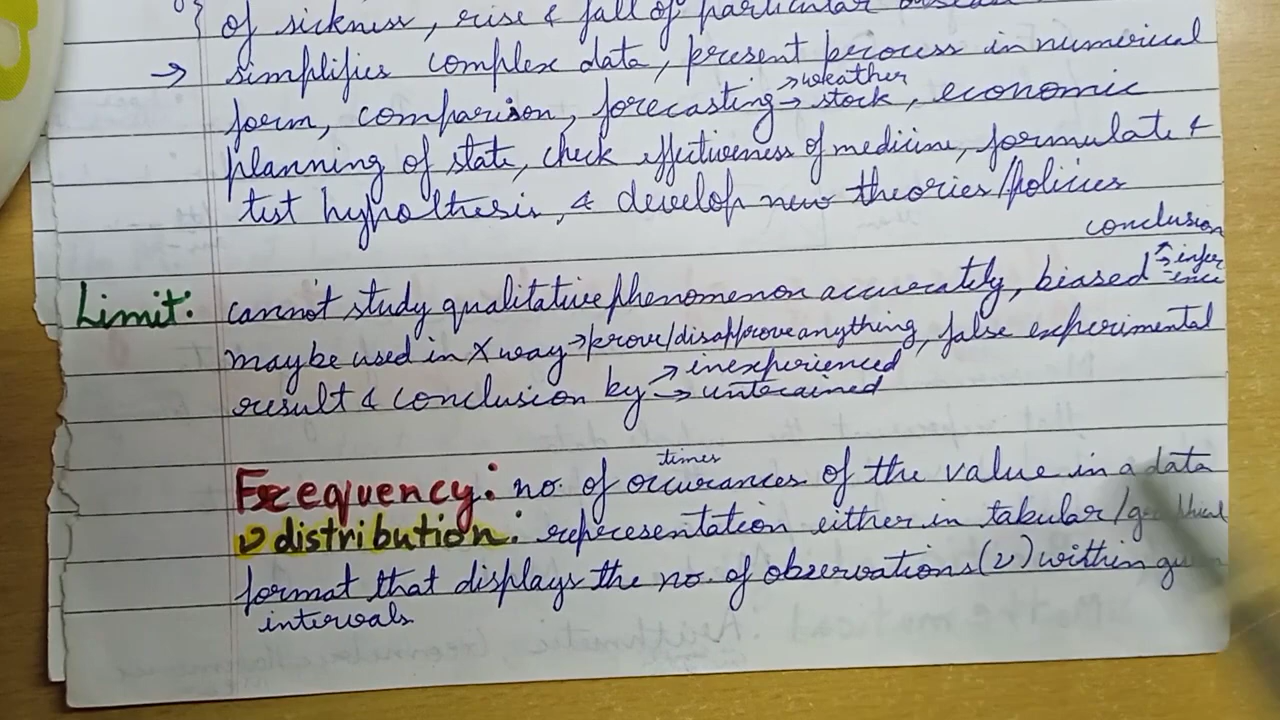 of sickness, rise & fall of particular
→ simplifies complex data, present process in numerical
form, comparison, forecasting →weather → stock, economic
planning of state, check effectiveness of medicine, formulate &
test hypothesis, & develop new theories/policies
conclusion
Limit: cannot study qualitative phenomenon accurately, biased → inference
maybe used in X way →prove/disapprove anything, false experimental
result & conclusion by → inexperienced → untrained
times
Frequency: no. of occurances of the value in a data
ν distribution: representation either in tabular/
format that displays the no. of observations (ν) within
intervals